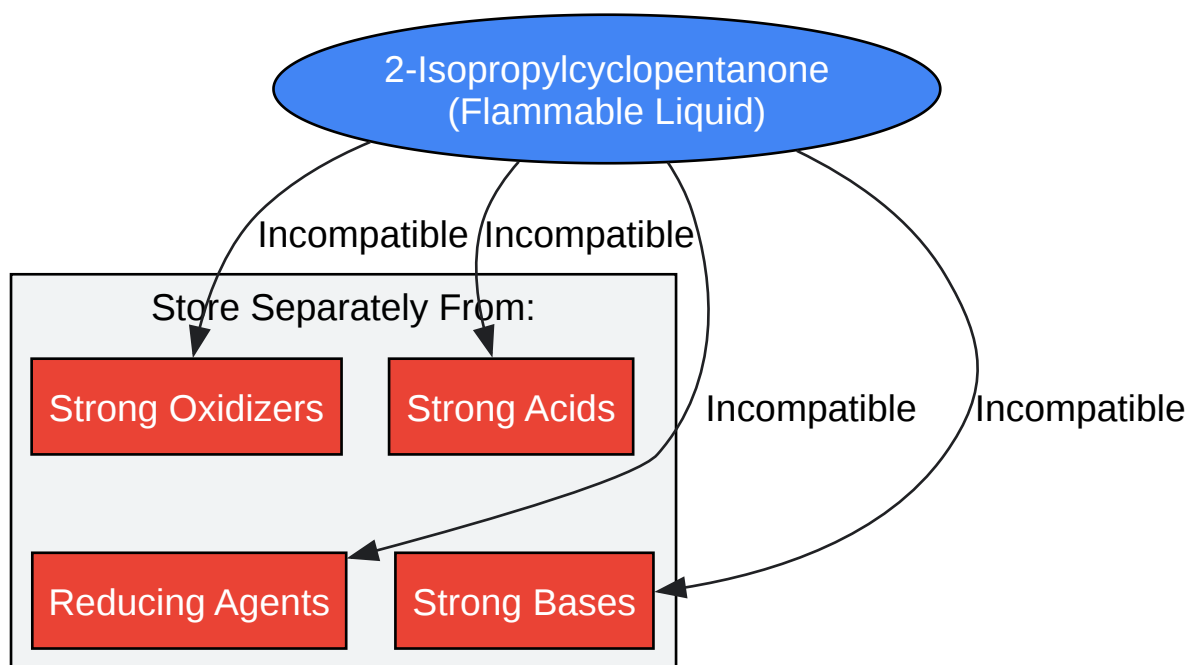 2-Isopropylcyclopentanone
(Flammable Liquid)
Incompatible
Incompatible
Store Separately From:
Strong Oxidizers
Strong Acids
Incompatible
Incompatible
Reducing Agents
Strong Bases